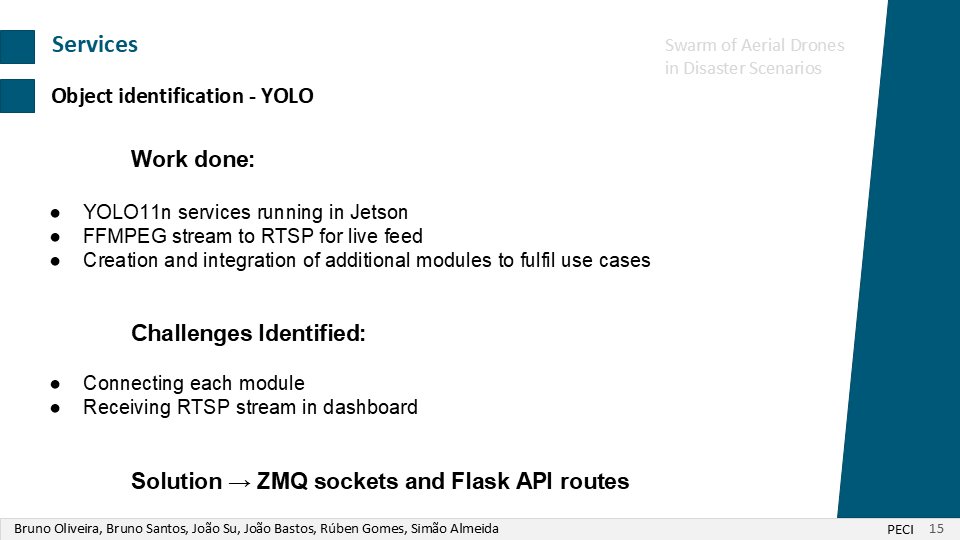 Services
Swarm of Aerial Drones
in Disaster Scenarios
Object identification - YOLO
Work done:
● YOLO11n services running in Jetson
● FFMPEG stream to RTSP for live feed
● Creation and integration of additional modules to fulfil use cases
Challenges Identified:
● Connecting each module
● Receiving RTSP stream in dashboard
Solution → ZMQ sockets and Flask API routes
Bruno Oliveira, Bruno Santos, João Su, João Bastos, Rúben Gomes, Simão Almeida
PECI 15